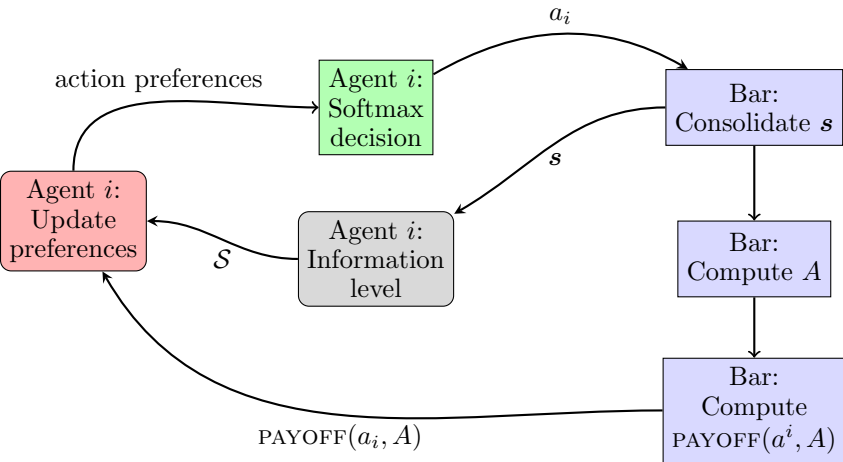 a_i
action preferences
Agent i:
Softmax
decision
Bar:
Consolidate s
s
Agent i:
Update
preferences
Agent i:
Information
level
S
Bar:
Compute A
Bar:
Compute
PAYOFF(a^i, A)
PAYOFF(a_i, A)